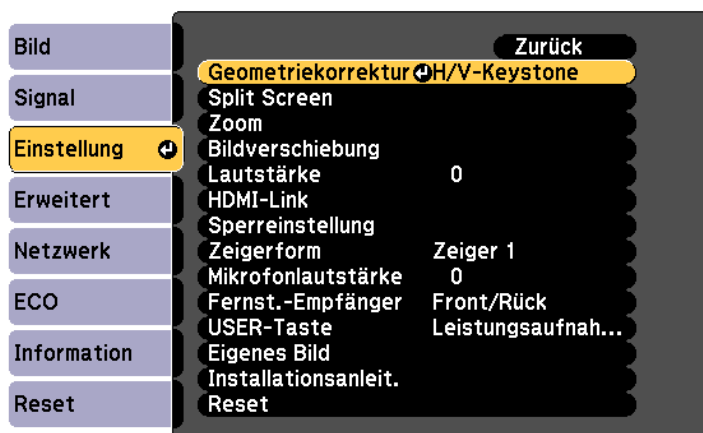 Bild
Signal
Einstellung
Erweitert
Netzwerk
ECO
Information
Reset
Zurück
Geometriekorrektur H/V-Keystone
Split Screen
Zoom
Bildverschiebung
Lautstärke 0
HDMI-Link
Sperreinstellung
Zeigerform Zeiger 1
Mikrofonlautstärke 0
Fernst.-Empfänger Front/Rück
USER-Taste Leistungsaufnah...
Eigenes Bild
Installationsanleit.
Reset